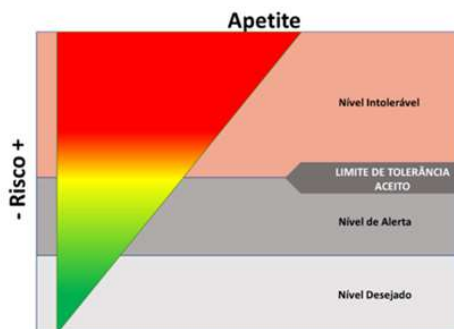 Apetite
- Risco +
Nível Intolerável
LIMITE DE TOLERÂNCIA
ACEITO
Nível de Alerta
Nível Desejado